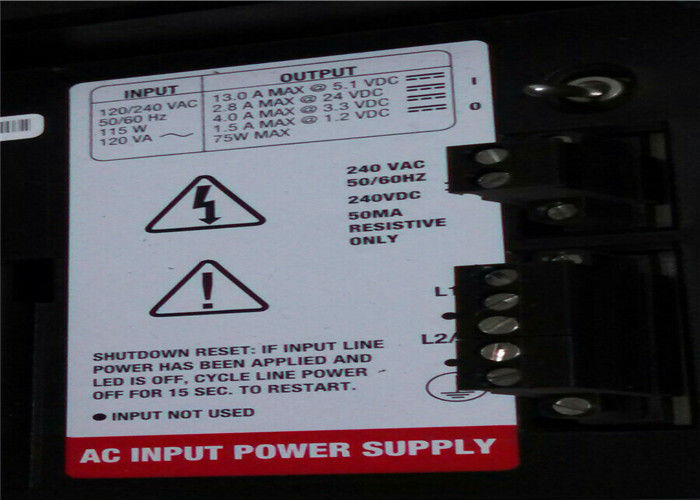 INPUT
120/240 VAC
50/60 Hz
115 W
120 VA
OUTPUT
13.0 A MAX @ 5.1 VDC
2.8 A MAX @ 24 VDC
4.0 A MAX @ 3.3 VDC
1.5 A MAX @ 1.2 VDC
75W MAX
I
O
240 VAC
50/60HZ
240VDC
50MA
RESISTIVE
ONLY
L1
L2/
SHUTDOWN RESET: IF INPUT LINE
POWER HAS BEEN APPLIED AND
LED IS OFF, CYCLE LINE POWER
OFF FOR 15 SEC. TO RESTART.
● INPUT NOT USED
AC INPUT POWER SUPPLY